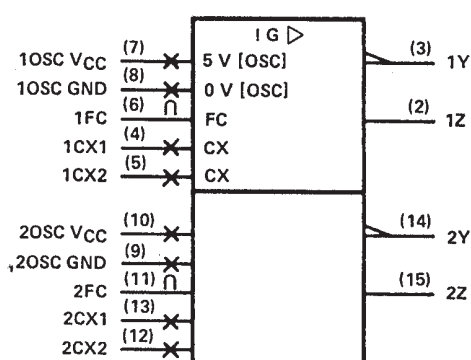 ! G ▷
1OSC VCC (7) 5 V [OSC] (3) 1Y
1OSC GND (8) 0 V [OSC]
1FC (6) ∩ FC (2) 1Z
1CX1 (4) CX
1CX2 (5) CX
2OSC VCC (10) (14) 2Y
2OSC GND (9)
2FC (11) ∩ (15) 2Z
2CX1 (13)
2CX2 (12)